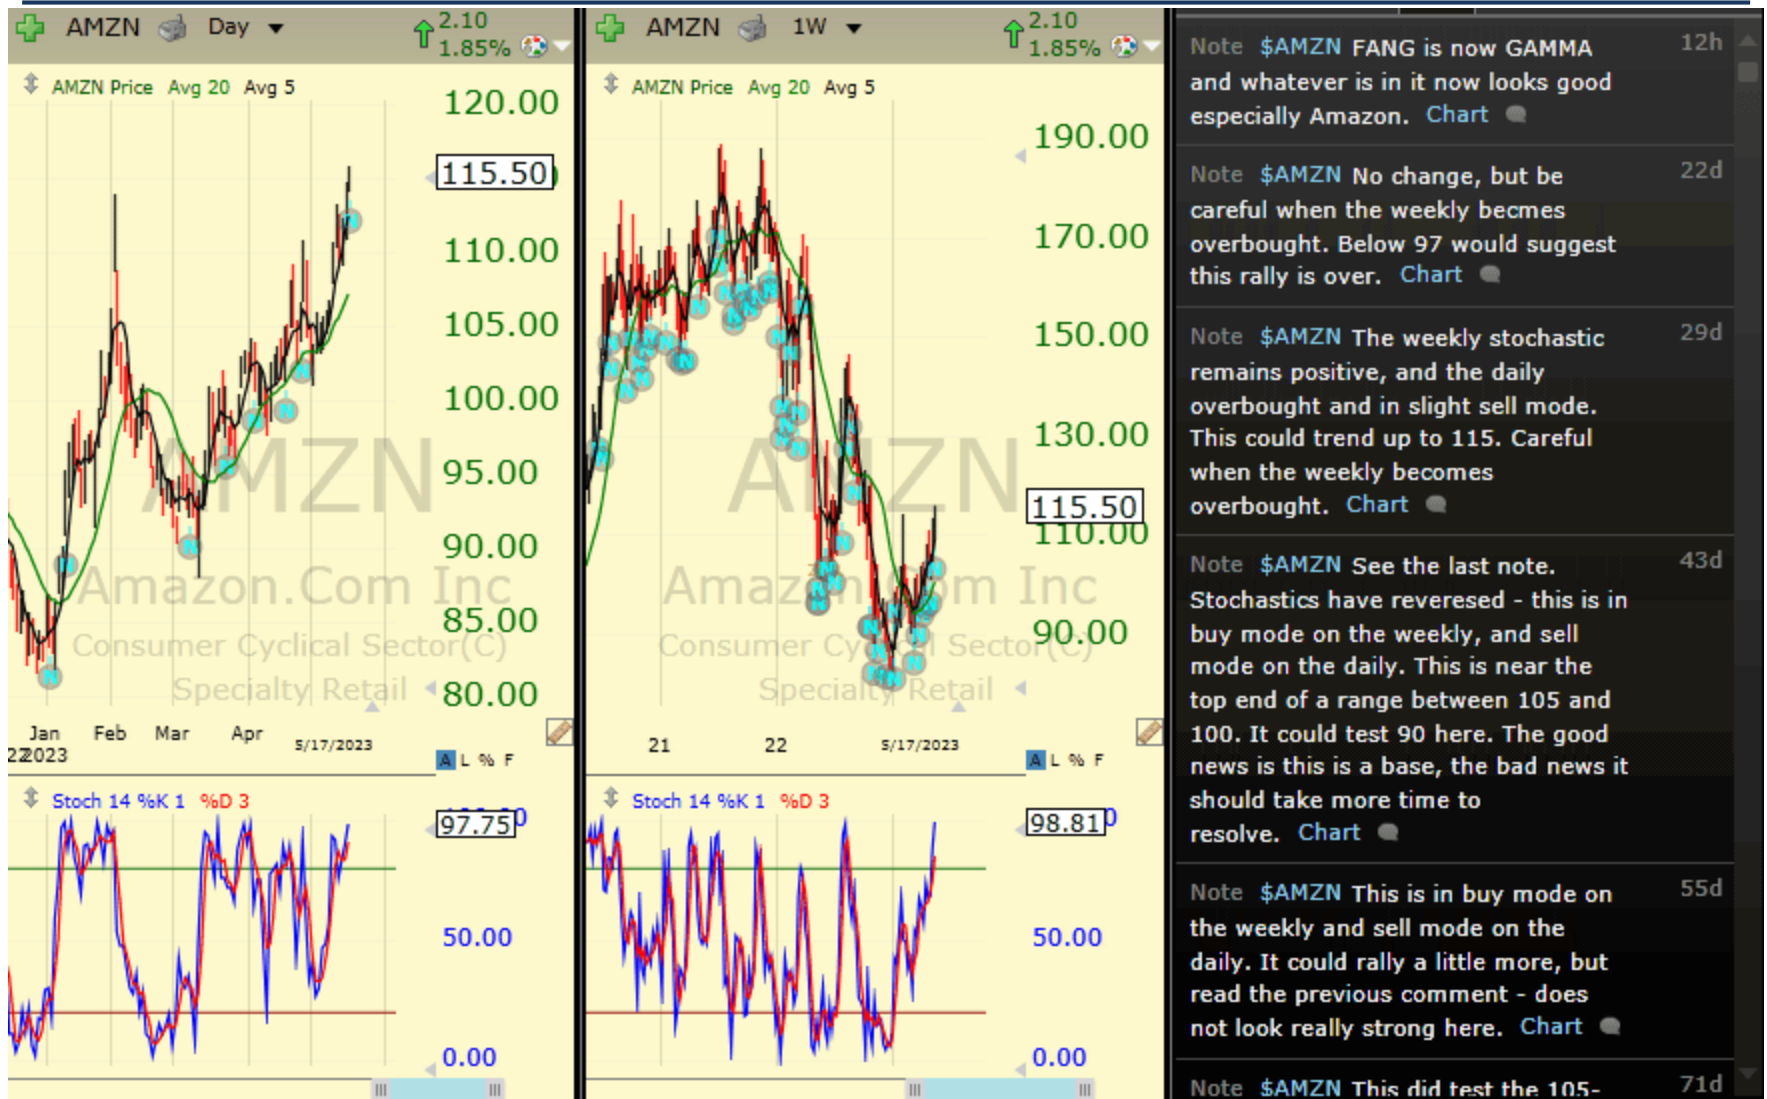 AMZN Day 2.10
1.85%
AMZN Price Avg 20 Avg 5
120.00
115.50
110.00
105.00
100.00
95.00
90.00
85.00
80.00
AMZN
Amazon.Com Inc
Consumer Cyclical Sector(C)
Specialty Retail
Jan Feb Mar Apr 5/17/2023
22 2023
A L % F
Stoch 14 %K 1 %D 3
97.75
50.00
0.00
AMZN 1W 2.10
1.85%
AMZN Price Avg 20 Avg 5
190.00
170.00
150.00
130.00
115.50
110.00
90.00
AMZN
Amazon.Com Inc
Consumer Cyclical Sector(C)
Specialty Retail
21 22 5/17/2023
A L % F
Stoch 14 %K 1 %D 3
98.81
50.00
0.00
Note $AMZN FANG is now GAMMA 12h
and whatever is in it now looks good
especially Amazon. Chart
Note $AMZN No change, but be 22d
careful when the weekly becmes
overbought. Below 97 would suggest
this rally is over. Chart
Note $AMZN The weekly stochastic 29d
remains positive, and the daily
overbought and in slight sell mode.
This could trend up to 115. Careful
when the weekly becomes
overbought. Chart
Note $AMZN See the last note. 43d
Stochastics have reveresed - this is in
buy mode on the weekly, and sell
mode on the daily. This is near the
top end of a range between 105 and
100. It could test 90 here. The good
news is this is a base, the bad news it
should take more time to
resolve. Chart
Note $AMZN This is in buy mode on 55d
the weekly and sell mode on the
daily. It could rally a little more, but
read the previous comment - does
not look really strong here. Chart
Note $AMZN This did test the 105- 71d